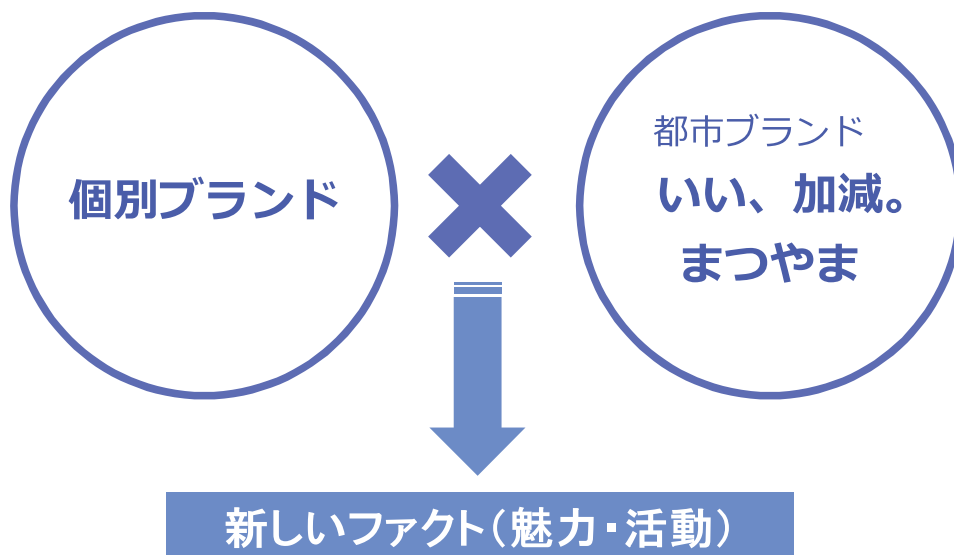 個別ブランド
都市ブランド
いい、加減。
まつやま
新しいファクト（魅力・活動）